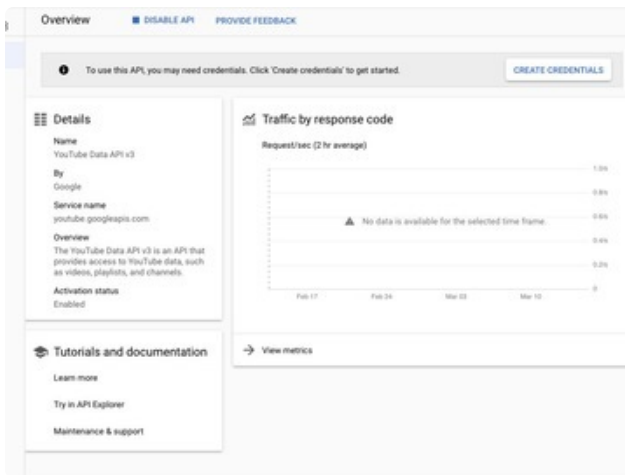 Overview
DISABLE API
PROVIDE FEEDBACK
To use this API, you may need credentials. Click 'Create credentials' to get started.
CREATE CREDENTIALS
Details
Name
YouTube Data API v3
By
Google
Service name
youtube.googleapis.com
Overview
The YouTube Data API v3 is an API that
provides access to YouTube data, such
as videos, playlists, and channels.
Activation status
Enabled
Tutorials and documentation
Learn more
Try in API Explorer
Maintenance & support
Traffic by response code
Request/sec (2 hr average)
1.0/s
0.8/s
0.6/s
0.4/s
0.2/s
0
No data is available for the selected time frame.
Feb 17
Feb 24
Mar 03
Mar 10
View metrics